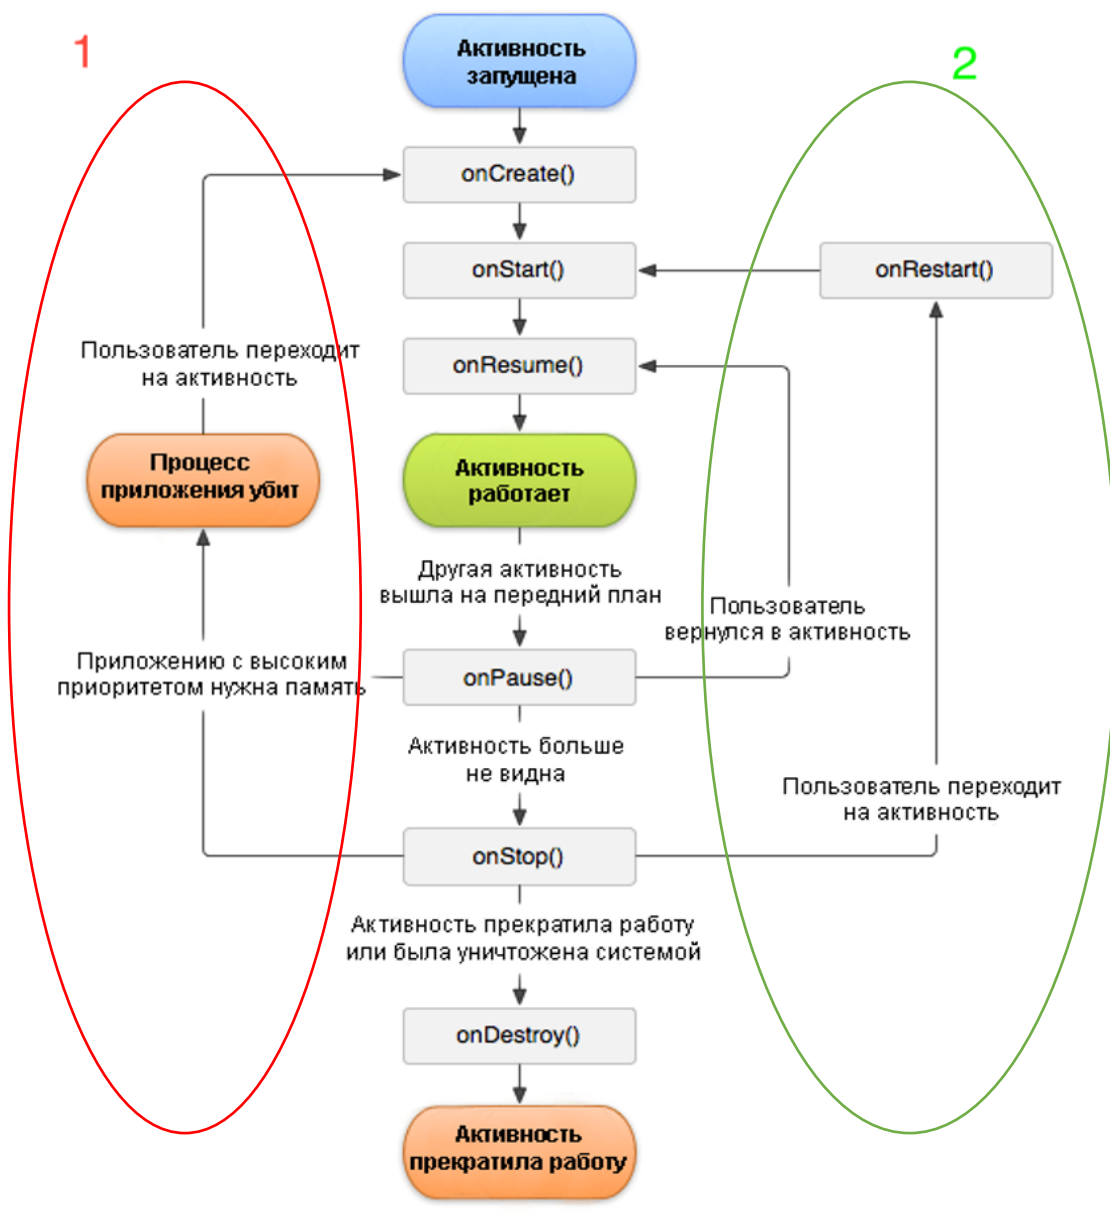 1
2
Активность
запущена
onCreate()
onStart()
onRestart()
Пользователь переходит
на активность
onResume()
Процесс
приложения убит
Активность
работает
Другая активность
вышла на передний план
Пользователь
вернулся в активность
Приложению с высоким
приоритетом нужна память
onPause()
Активность больше
не видна
Пользователь переходит
на активность
onStop()
Активность прекратила работу
или была уничтожена системой
onDestroy()
Активность
прекратила работу